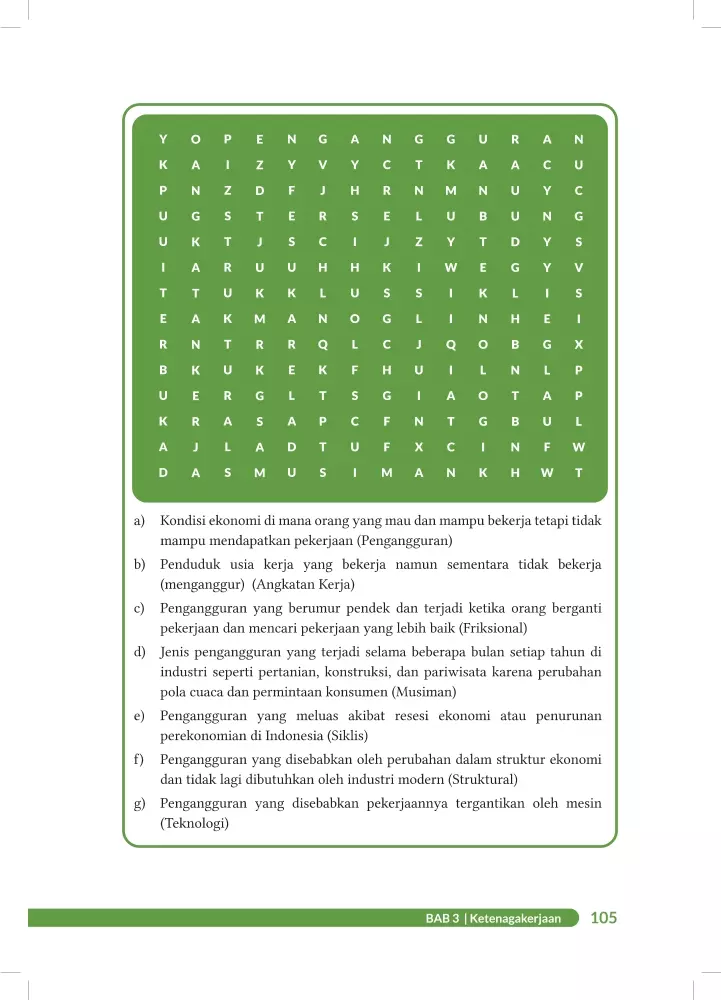 Y O P E N G A N G G U R A N
K A I Z Y V Y C T K A A C U
P N Z D F J H R N M N U Y C
U G S T E R S E L U B U N G
U K T J S C I J Z Y T D Y S
I A R U U H H K I W E G Y V
T T U K K L U S S I K L I S
E A K M A N O G L I N H E I
R N T R R Q L C J Q O B G X
B K U K E K F H U I L N L P
U E R G L T S G I A O T A P
K R A S A P C F N T G B U L
A J L A D T U F X C I N F W
D A S M U S I M A N K H W T
a) Kondisi ekonomi di mana orang yang mau dan mampu bekerja tetapi tidak
mampu mendapatkan pekerjaan (Pengangguran)
b) Penduduk usia kerja yang bekerja namun sementara tidak bekerja
(menganggur) (Angkatan Kerja)
c) Pengangguran yang berumur pendek dan terjadi ketika orang berganti
pekerjaan dan mencari pekerjaan yang lebih baik (Friksional)
d) Jenis pengangguran yang terjadi selama beberapa bulan setiap tahun di
industri seperti pertanian, konstruksi, dan pariwisata karena perubahan
pola cuaca dan permintaan konsumen (Musiman)
e) Pengangguran yang meluas akibat resesi ekonomi atau penurunan
perekonomian di Indonesia (Siklis)
f) Pengangguran yang disebabkan oleh perubahan dalam struktur ekonomi
dan tidak lagi dibutuhkan oleh industri modern (Struktural)
g) Pengangguran yang disebabkan pekerjaannya tergantikan oleh mesin
(Teknologi)
BAB 3 | Ketenagakerjaan 105